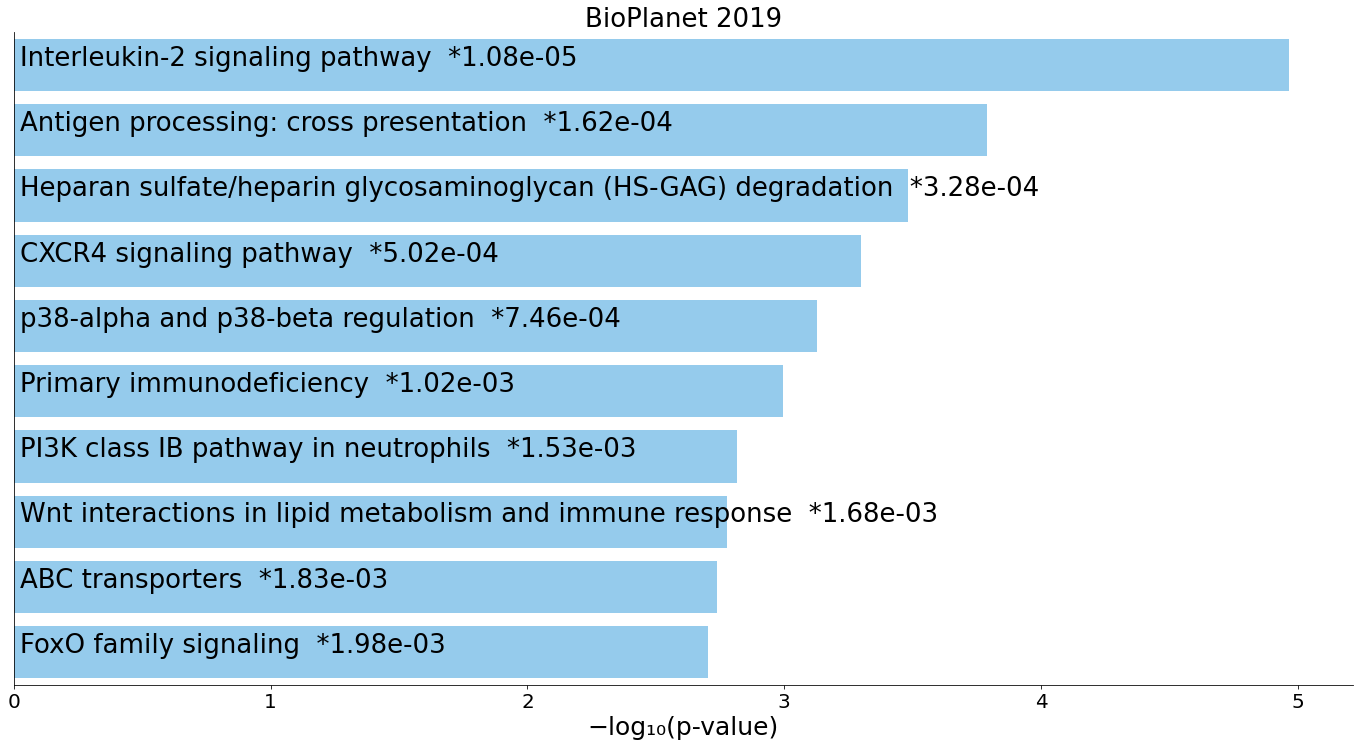 BioPlanet 2019
Interleukin-2 signaling pathway  *1.08e-05
Antigen processing: cross presentation  *1.62e-04
Heparan sulfate/heparin glycosaminoglycan (HS-GAG) degradation  *3.28e-04
CXCR4 signaling pathway  *5.02e-04
p38-alpha and p38-beta regulation  *7.46e-04
Primary immunodeficiency  *1.02e-03
PI3K class IB pathway in neutrophils  *1.53e-03
Wnt interactions in lipid metabolism and immune response  *1.68e-03
ABC transporters  *1.83e-03
FoxO family signaling  *1.98e-03
0 1 2 3 4 5
−log₁₀(p-value)